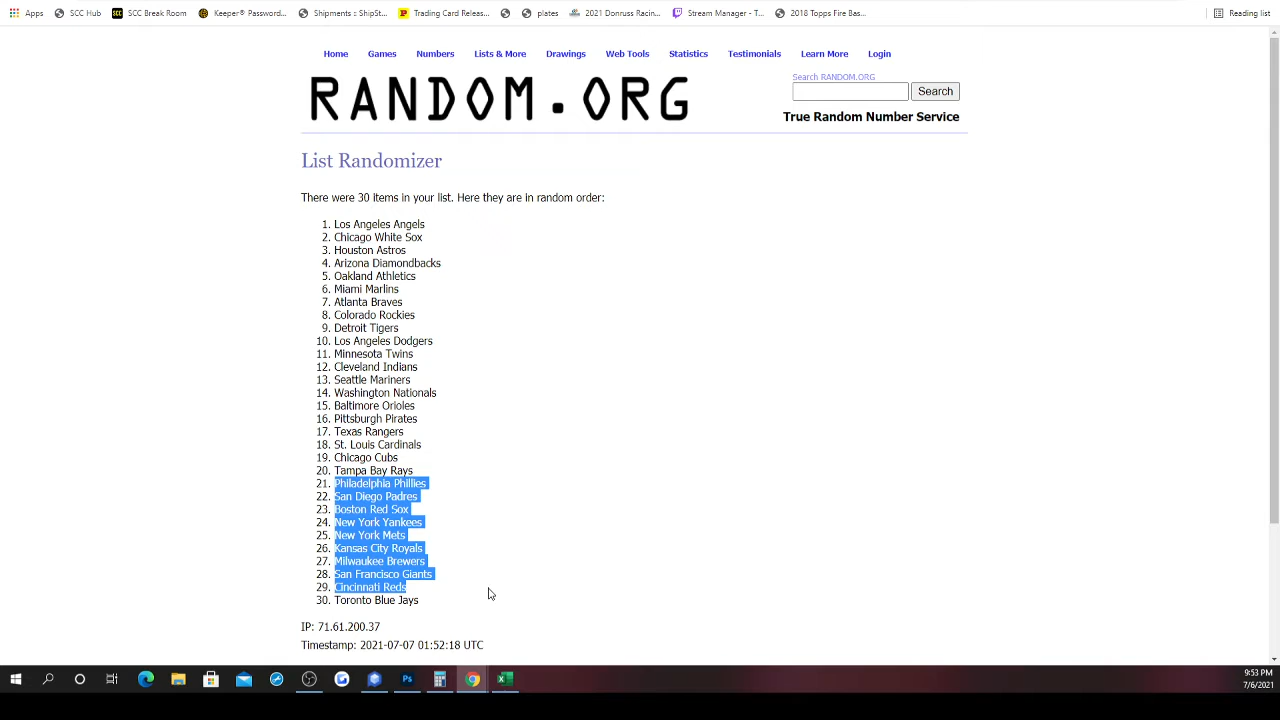 Apps SCC Hub SCC Break Room Keeper® Password... Shipments :: ShipSt... Trading Card Releas... plates 2021 Donruss Racin... Stream Manager - T... 2018 Topps Fire Bas... Reading list
Home Games Numbers Lists & More Drawings Web Tools Statistics Testimonials Learn More Login
RANDOM.ORG
Search RANDOM.ORG
Search
True Random Number Service
List Randomizer
There were 30 items in your list. Here they are in random order:
1. Los Angeles Angels
2. Chicago White Sox
3. Houston Astros
4. Arizona Diamondbacks
5. Oakland Athletics
6. Miami Marlins
7. Atlanta Braves
8. Colorado Rockies
9. Detroit Tigers
10. Los Angeles Dodgers
11. Minnesota Twins
12. Cleveland Indians
13. Seattle Mariners
14. Washington Nationals
15. Baltimore Orioles
16. Pittsburgh Pirates
17. Texas Rangers
18. St. Louis Cardinals
19. Chicago Cubs
20. Tampa Bay Rays
21. Philadelphia Phillies
22. San Diego Padres
23. Boston Red Sox
24. New York Yankees
25. New York Mets
26. Kansas City Royals
27. Milwaukee Brewers
28. San Francisco Giants
29. Cincinnati Reds
30. Toronto Blue Jays
IP: 71.61.200.37
Timestamp: 2021-07-07 01:52:18 UTC
9:53 PM
7/6/2021